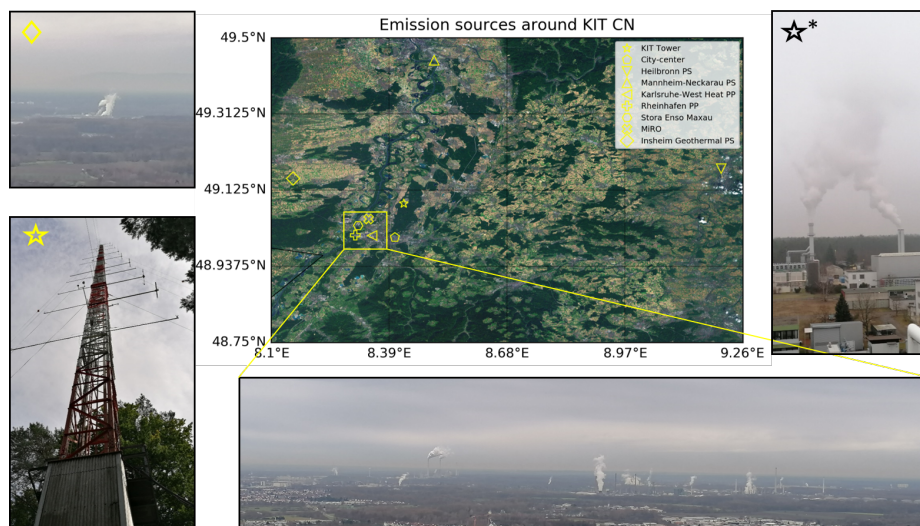 Emission sources around KIT CN
*
49.5°N
49.3125°N
49.125°N
48.9375°N
48.75°N
8.1°E
8.39°E
8.68°E
8.97°E
9.26°E
KIT Tower
City-center
Heilbronn PS
Mannheim-Neckarau PS
Karlsruhe-West Heat PP
Rheinhafen PP
Stora Enso Maxau
MiRO
Insheim Geothermal PS